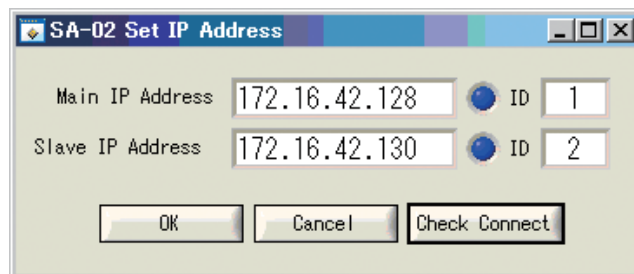 SA-02 Set IP Address
Main IP Address 172.16.42.128 ID 1
Slave IP Address 172.16.42.130 ID 2
OK Cancel Check Connect